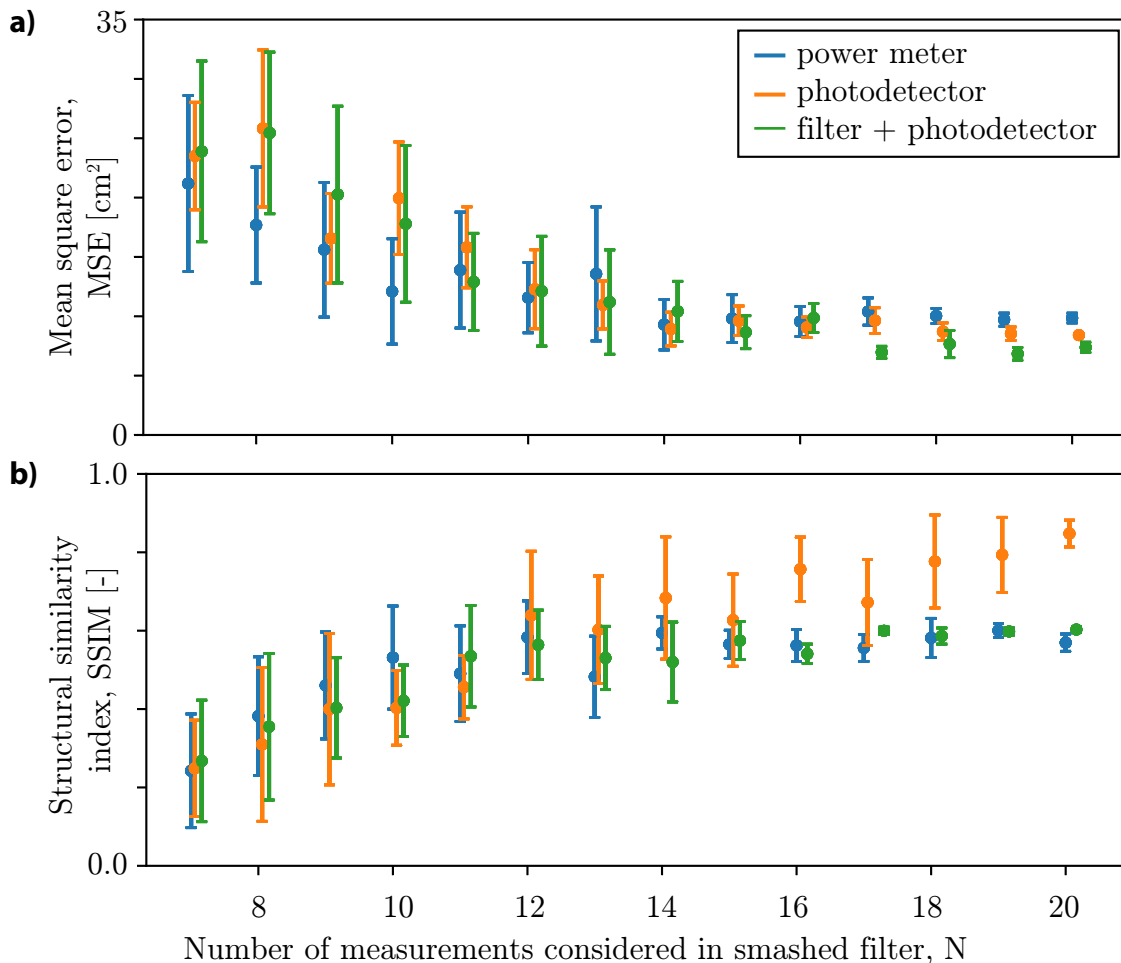 a)
35
Mean square error,
MSE [cm²]
0
power meter
photodetector
filter + photodetector
b)
1.0
Structural similarity
index, SSIM [-]
0.0
8 10 12 14 16 18 20
Number of measurements considered in smashed filter, N